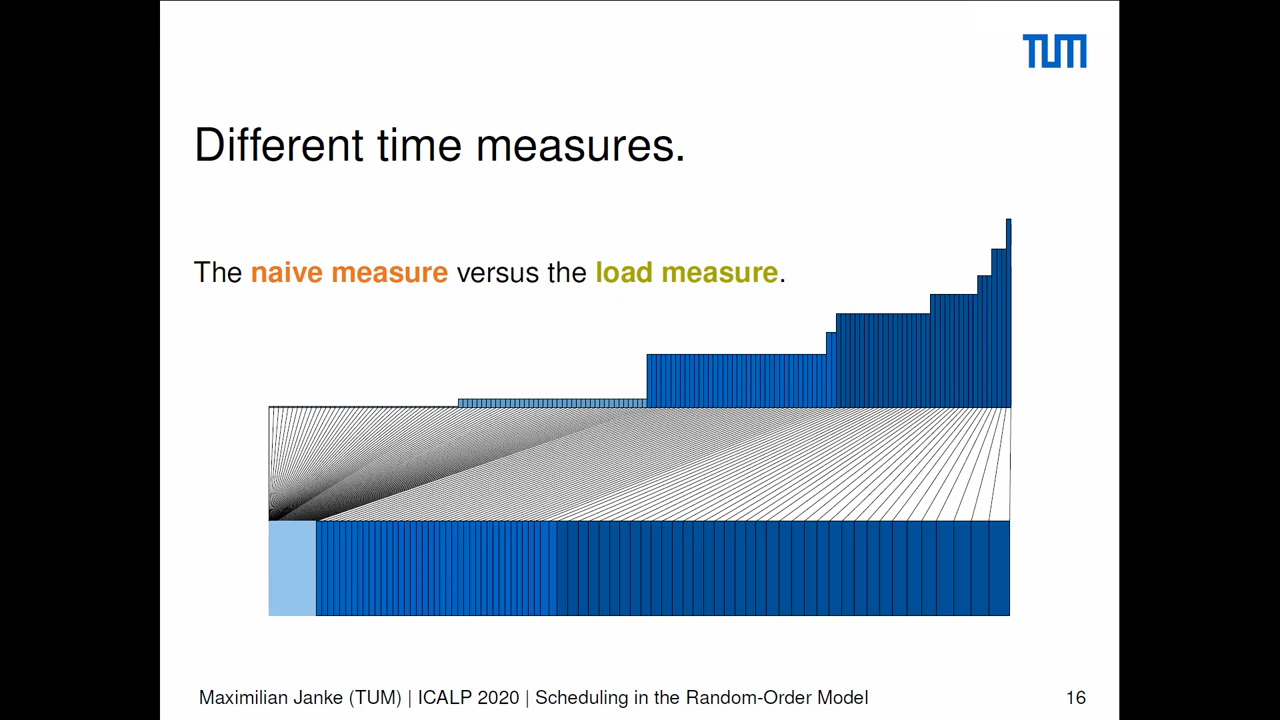 TUM
Different time measures.
The naive measure versus the load measure.
Maximilian Janke (TUM) | ICALP 2020 | Scheduling in the Random-Order Model 16